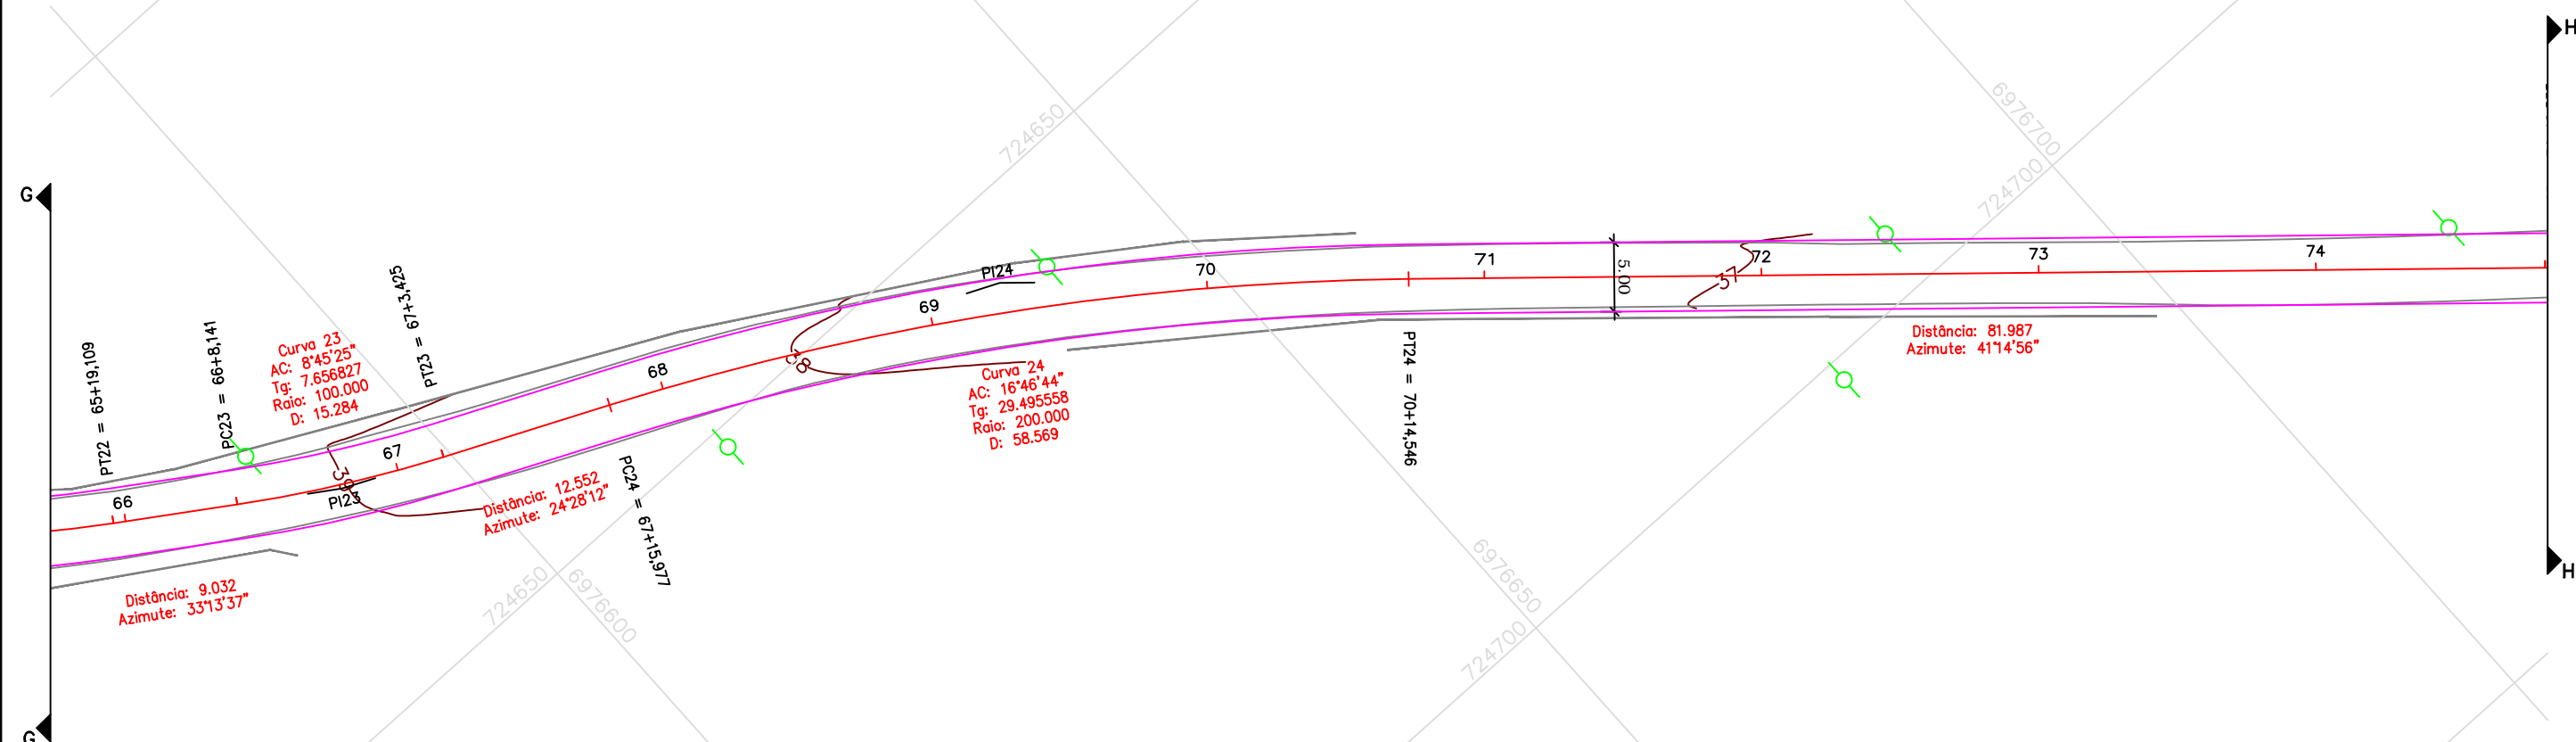 H
6976700
724650
724700
G
74
73
72
71
70
5.00
37
PI24
69
PT23 = 67+3,425
PC23 = 66+8,141
PT22 = 65+19,109
Curva 23
AC: 8°45'25"
Tg: 7.656827
Raio: 100.000
D: 15.284
Distância: 81.987
Azimute: 41°14'56"
PT24 = 70+14,546
68
38
Curva 24
AC: 16°46'44"
Tg: 29.495558
Raio: 200.000
D: 58.569
67
39
PI23
66
Distância: 12.552
Azimute: 24°28'12"
PC24 = 67+15,977
Distância: 9.032
Azimute: 33°13'37"
724650
6976600
6976650
724700
H
G